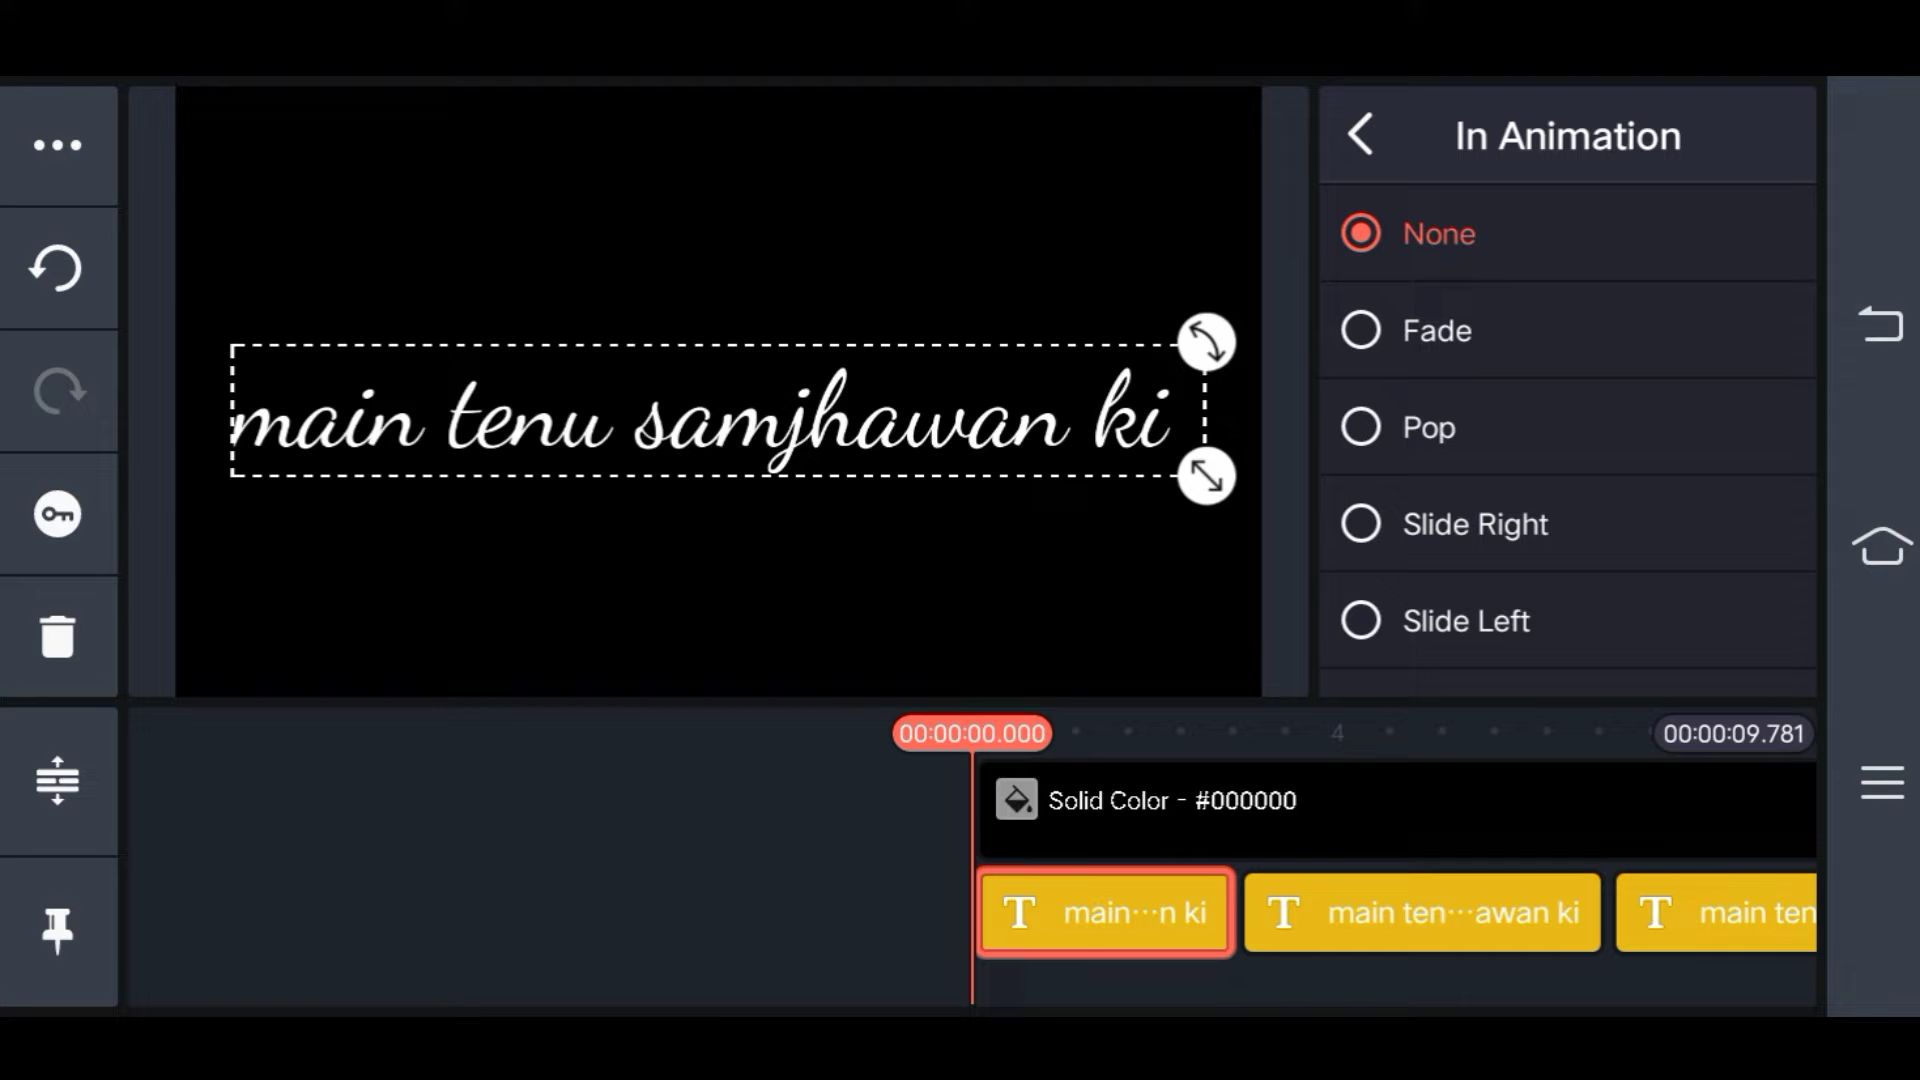 In Animation
None
Fade
Pop
Slide Right
Slide Left
main tenu samjhawan ki
00:00:00.000
4
00:00:09.781
Solid Color - #000000
T main···n ki
T main ten···awan ki
T main ten